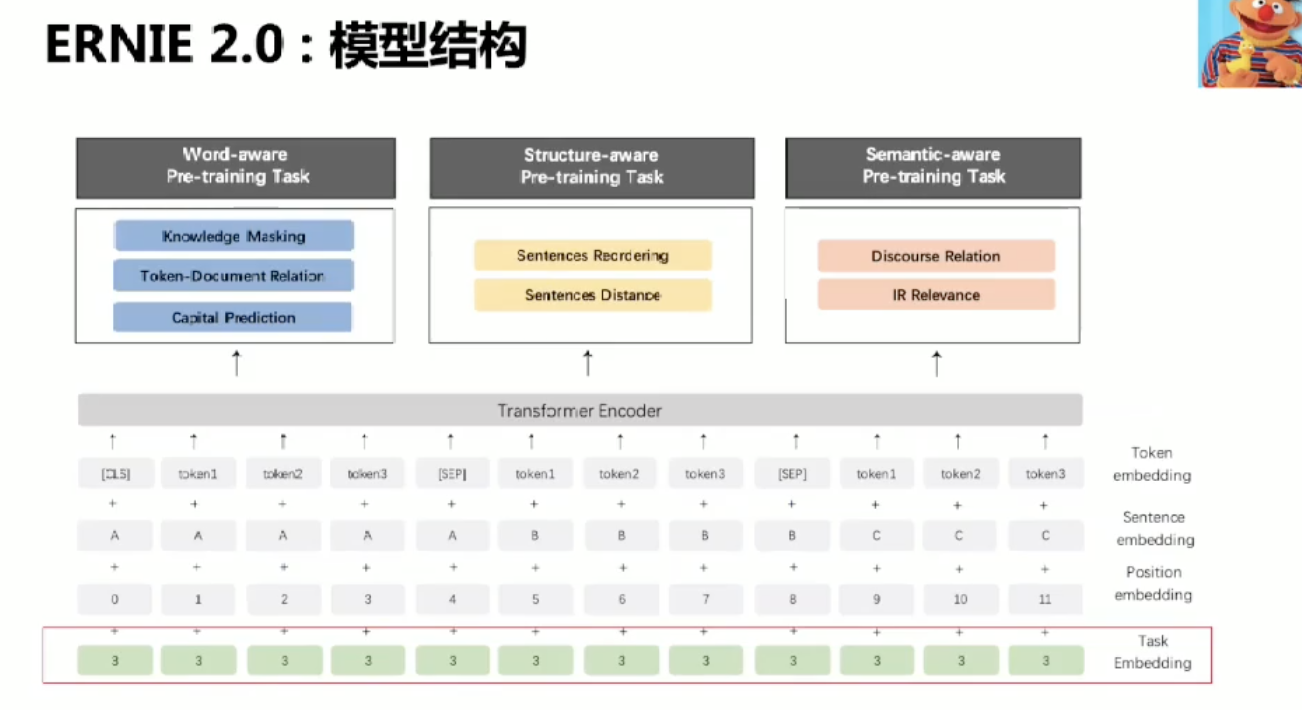 ERNIE 2.0：模型结构
Word-aware
Pre-training Task
Structure-aware
Pre-training Task
Semantic-aware
Pre-training Task
Knowledge Masking
Token-Document Relation
Capital Prediction
Sentences Reordering
Sentences Distance
Discourse Relation
IR Relevance
Transformer Encoder
[CLS] token1 token2 token3 [SEP] token1 token2 token3 [SEP] token1 token2 token3
Token
embedding
+ + + + + + + + + + + +
A A A A A B B B B C C C
Sentence
embedding
+ + + + + + + + + + + +
0 1 2 3 4 5 6 7 8 9 10 11
Position
embedding
+ + + + + + + + + + + +
3 3 3 3 3 3 3 3 3 3 3 3
Task
Embedding